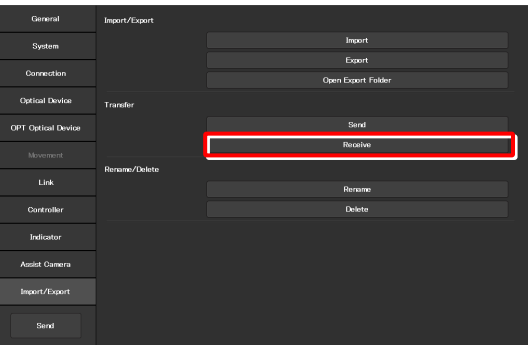 General
System
Connection
Optical Device
OPT Optical Device
Movement
Link
Controller
Indicator
Assist Camera
Import/Export
Send
Import/Export
Import
Export
Open Export Folder
Transfer
Send
Receive
Rename/Delete
Rename
Delete